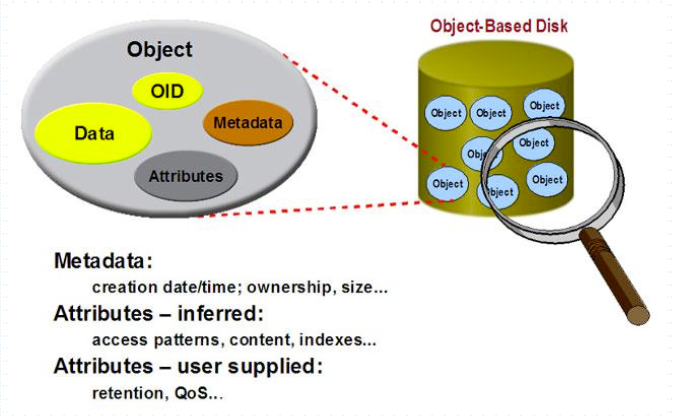 Object-Based Disk
Object
OID
Data
Metadata
Attributes
Object
Object
Object
Object
Object
Object
Object
Object
Metadata:
creation date/time; ownership, size...
Attributes – inferred:
access patterns, content, indexes...
Attributes – user supplied:
retention, QoS...